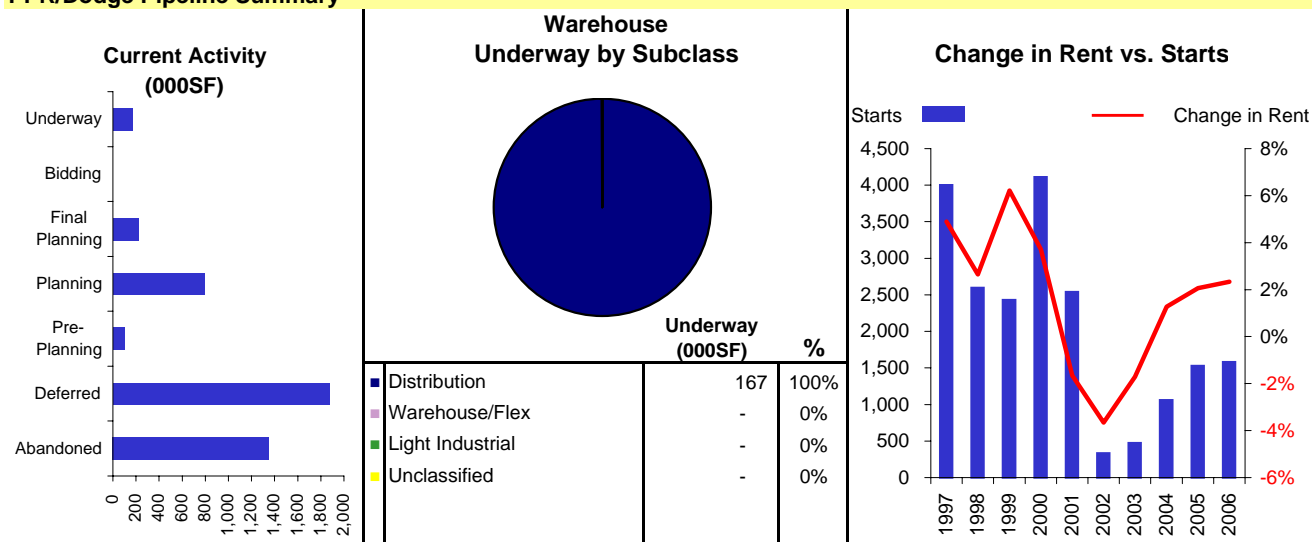 PPR/Dodge Pipeline Summary
Current Activity
(000SF)
Underway
Bidding
Final
Planning
Planning
Pre-
Planning
Deferred
Abandoned
0
200
400
600
800
1,000
1,200
1,400
1,600
1,800
2,000
Warehouse
Underway by Subclass
Underway
(000SF) %
Distribution 167 100%
Warehouse/Flex - 0%
Light Industrial - 0%
Unclassified - 0%
Change in Rent vs. Starts
Starts Change in Rent
4,500 8%
4,000
3,500 6%
3,000 4%
2,500 2%
2,000 0%
1,500 -2%
1,000
500 -4%
0 -6%
1997
1998
1999
2000
2001
2002
2003
2004
2005
2006